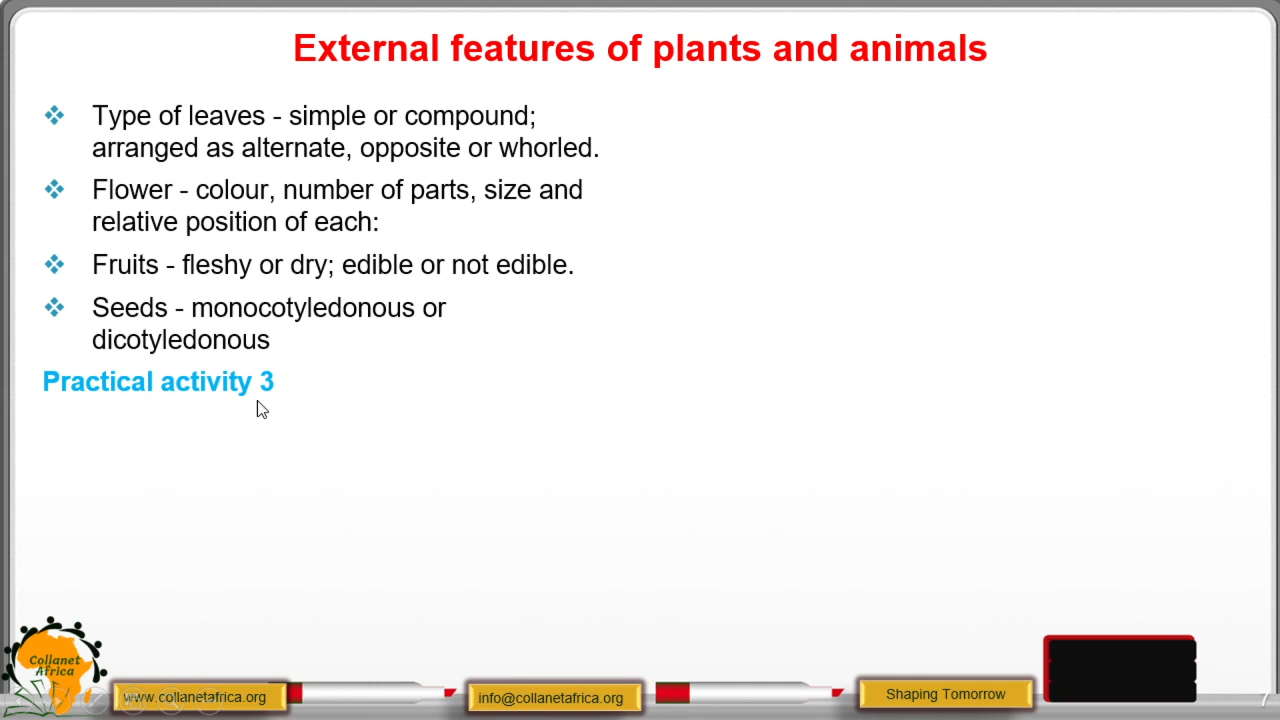 External features of plants and animals
Type of leaves - simple or compound;
arranged as alternate, opposite or whorled.
Flower - colour, number of parts, size and
relative position of each:
Fruits - fleshy or dry; edible or not edible.
Seeds - monocotyledonous or
dicotyledonous
Practical activity 3
Collanet
Africa
www.collanetafrica.org
info@collanetafrica.org
Shaping Tomorrow
7